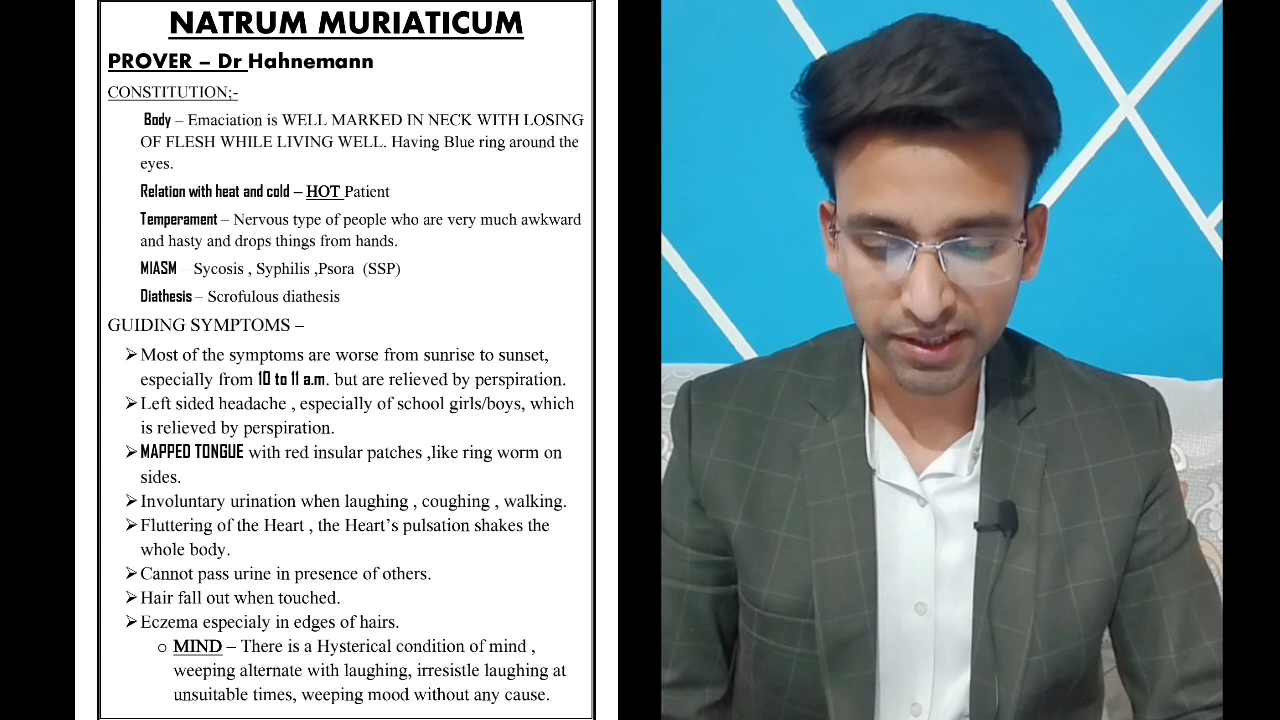 NATRUM MURIATICUM
PROVER – Dr Hahnemann
CONSTITUTION;-
Body – Emaciation is WELL MARKED IN NECK WITH LOSING
OF FLESH WHILE LIVING WELL. Having Blue ring around the
eyes.
Relation with heat and cold – HOT Patient
Temperament – Nervous type of people who are very much awkward
and hasty and drops things from hands.
MIASM – Sycosis , Syphilis ,Psora (SSP)
Diathesis – Scrofulous diathesis
GUIDING SYMPTOMS –
➢ Most of the symptoms are worse from sunrise to sunset,
especially from 10 to 11 a.m. but are relieved by perspiration.
➢ Left sided headache , especially of school girls/boys, which
is relieved by perspiration.
➢ MAPPED TONGUE with red insular patches ,like ring worm on
sides.
➢ Involuntary urination when laughing , coughing , walking.
➢ Fluttering of the Heart , the Heart's pulsation shakes the
whole body.
➢ Cannot pass urine in presence of others.
➢ Hair fall out when touched.
➢ Eczema especialy in edges of hairs.
o MIND – There is a Hysterical condition of mind ,
weeping alternate with laughing, irresistle laughing at
unsuitable times, weeping mood without any cause.